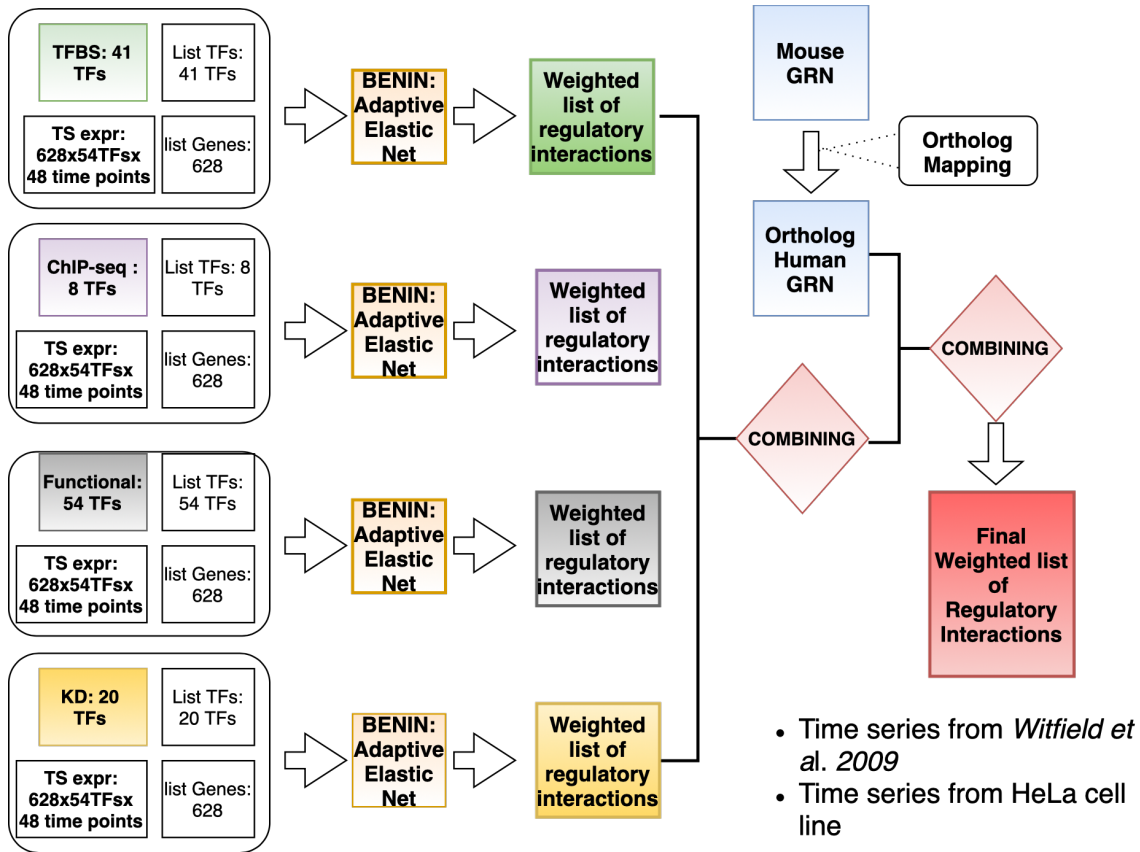 TFBS: 41
TFs
List TFs:
41 TFs
TS expr:
628x54TFsx
48 time points
list Genes:
628
BENIN:
Adaptive
Elastic
Net
Weighted
list of
regulatory
interactions
ChIP-seq :
8 TFs
List TFs: 8
TFs
TS expr:
628x54TFsx
48 time points
list Genes:
628
BENIN:
Adaptive
Elastic
Net
Weighted
list of
regulatory
interactions
Functional:
54 TFs
List TFs:
54 TFs
TS expr:
628x54TFsx
48 time points
list Genes:
628
BENIN:
Adaptive
Elastic
Net
Weighted
list of
regulatory
interactions
KD: 20
TFs
List TFs:
20 TFs
TS expr:
628x54TFsx
48 time points
list genes:
628
BENIN:
Adaptive
Elastic
Net
Weighted
list of
regulatory
interactions
Mouse
GRN
Ortholog
Mapping
Ortholog
Human
GRN
COMBINING
COMBINING
Final
Weighted list
of
Regulatory
Interactions
• Time series from Witfield et
al. 2009
• Time series from HeLa cell
line